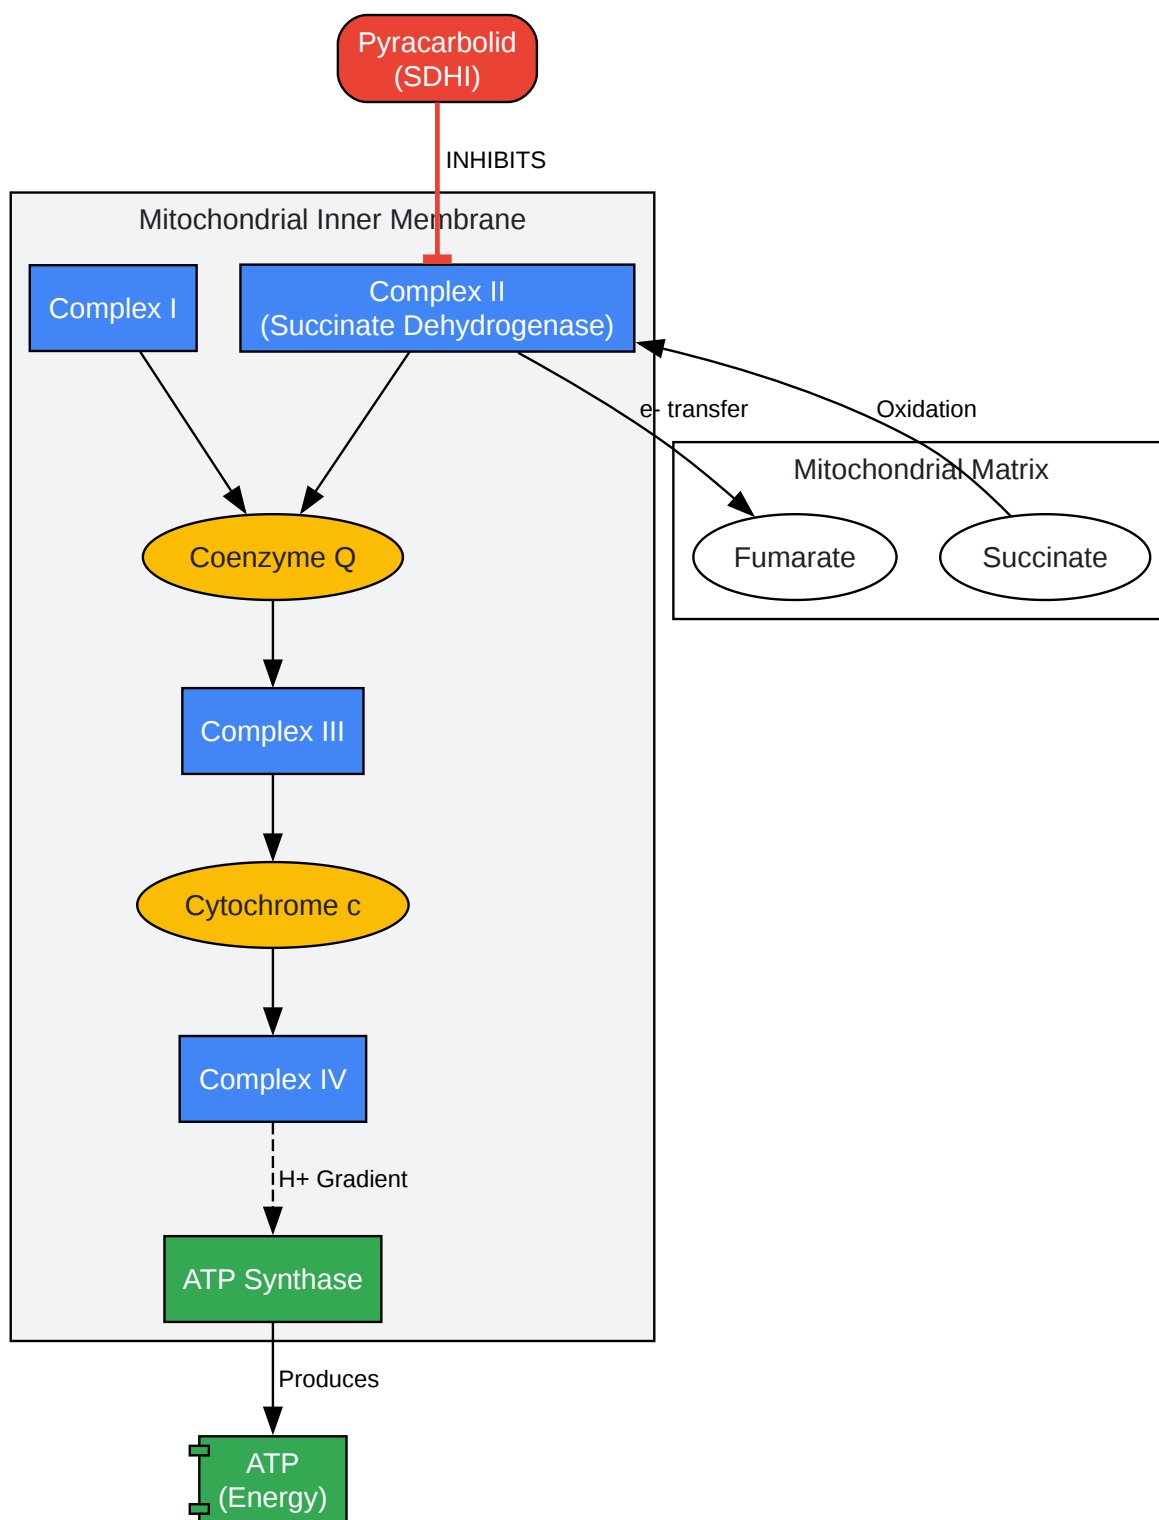 Pyracarbolid
(SDHI)
INHIBITS
Mitochondrial Inner Membrane
Complex I
Complex II
(Succinate Dehydrogenase)
e- transfer
Oxidation
Mitochondrial Matrix
Coenzyme Q
Fumarate
Succinate
Complex III
Cytochrome c
Complex IV
H+ Gradient
ATP Synthase
Produces
ATP
(Energy)